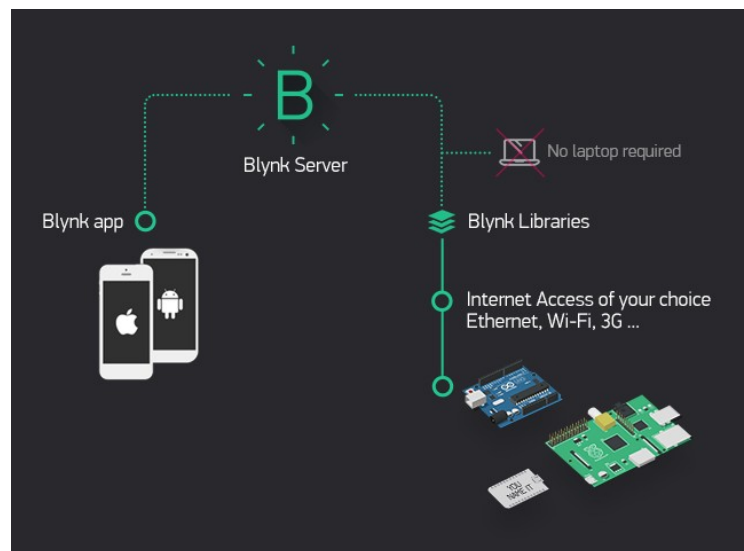 B
Blynk Server
No laptop required
Blynk app
Blynk Libraries
Internet Access of your choice
Ethernet, Wi-Fi, 3G ...
YOU
NAME IT